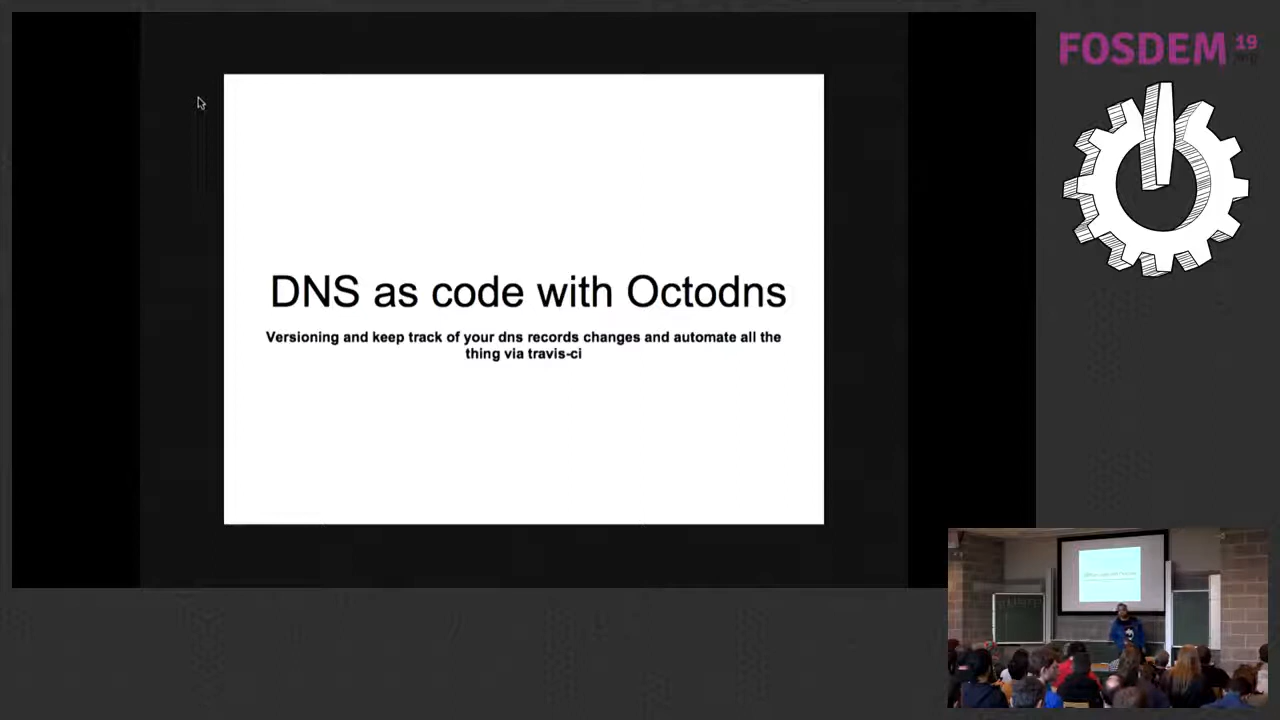 FOSDEM 19
.org
DNS as code with Octodns
Versioning and keep track of your dns records changes and automate all the
thing via travis-ci